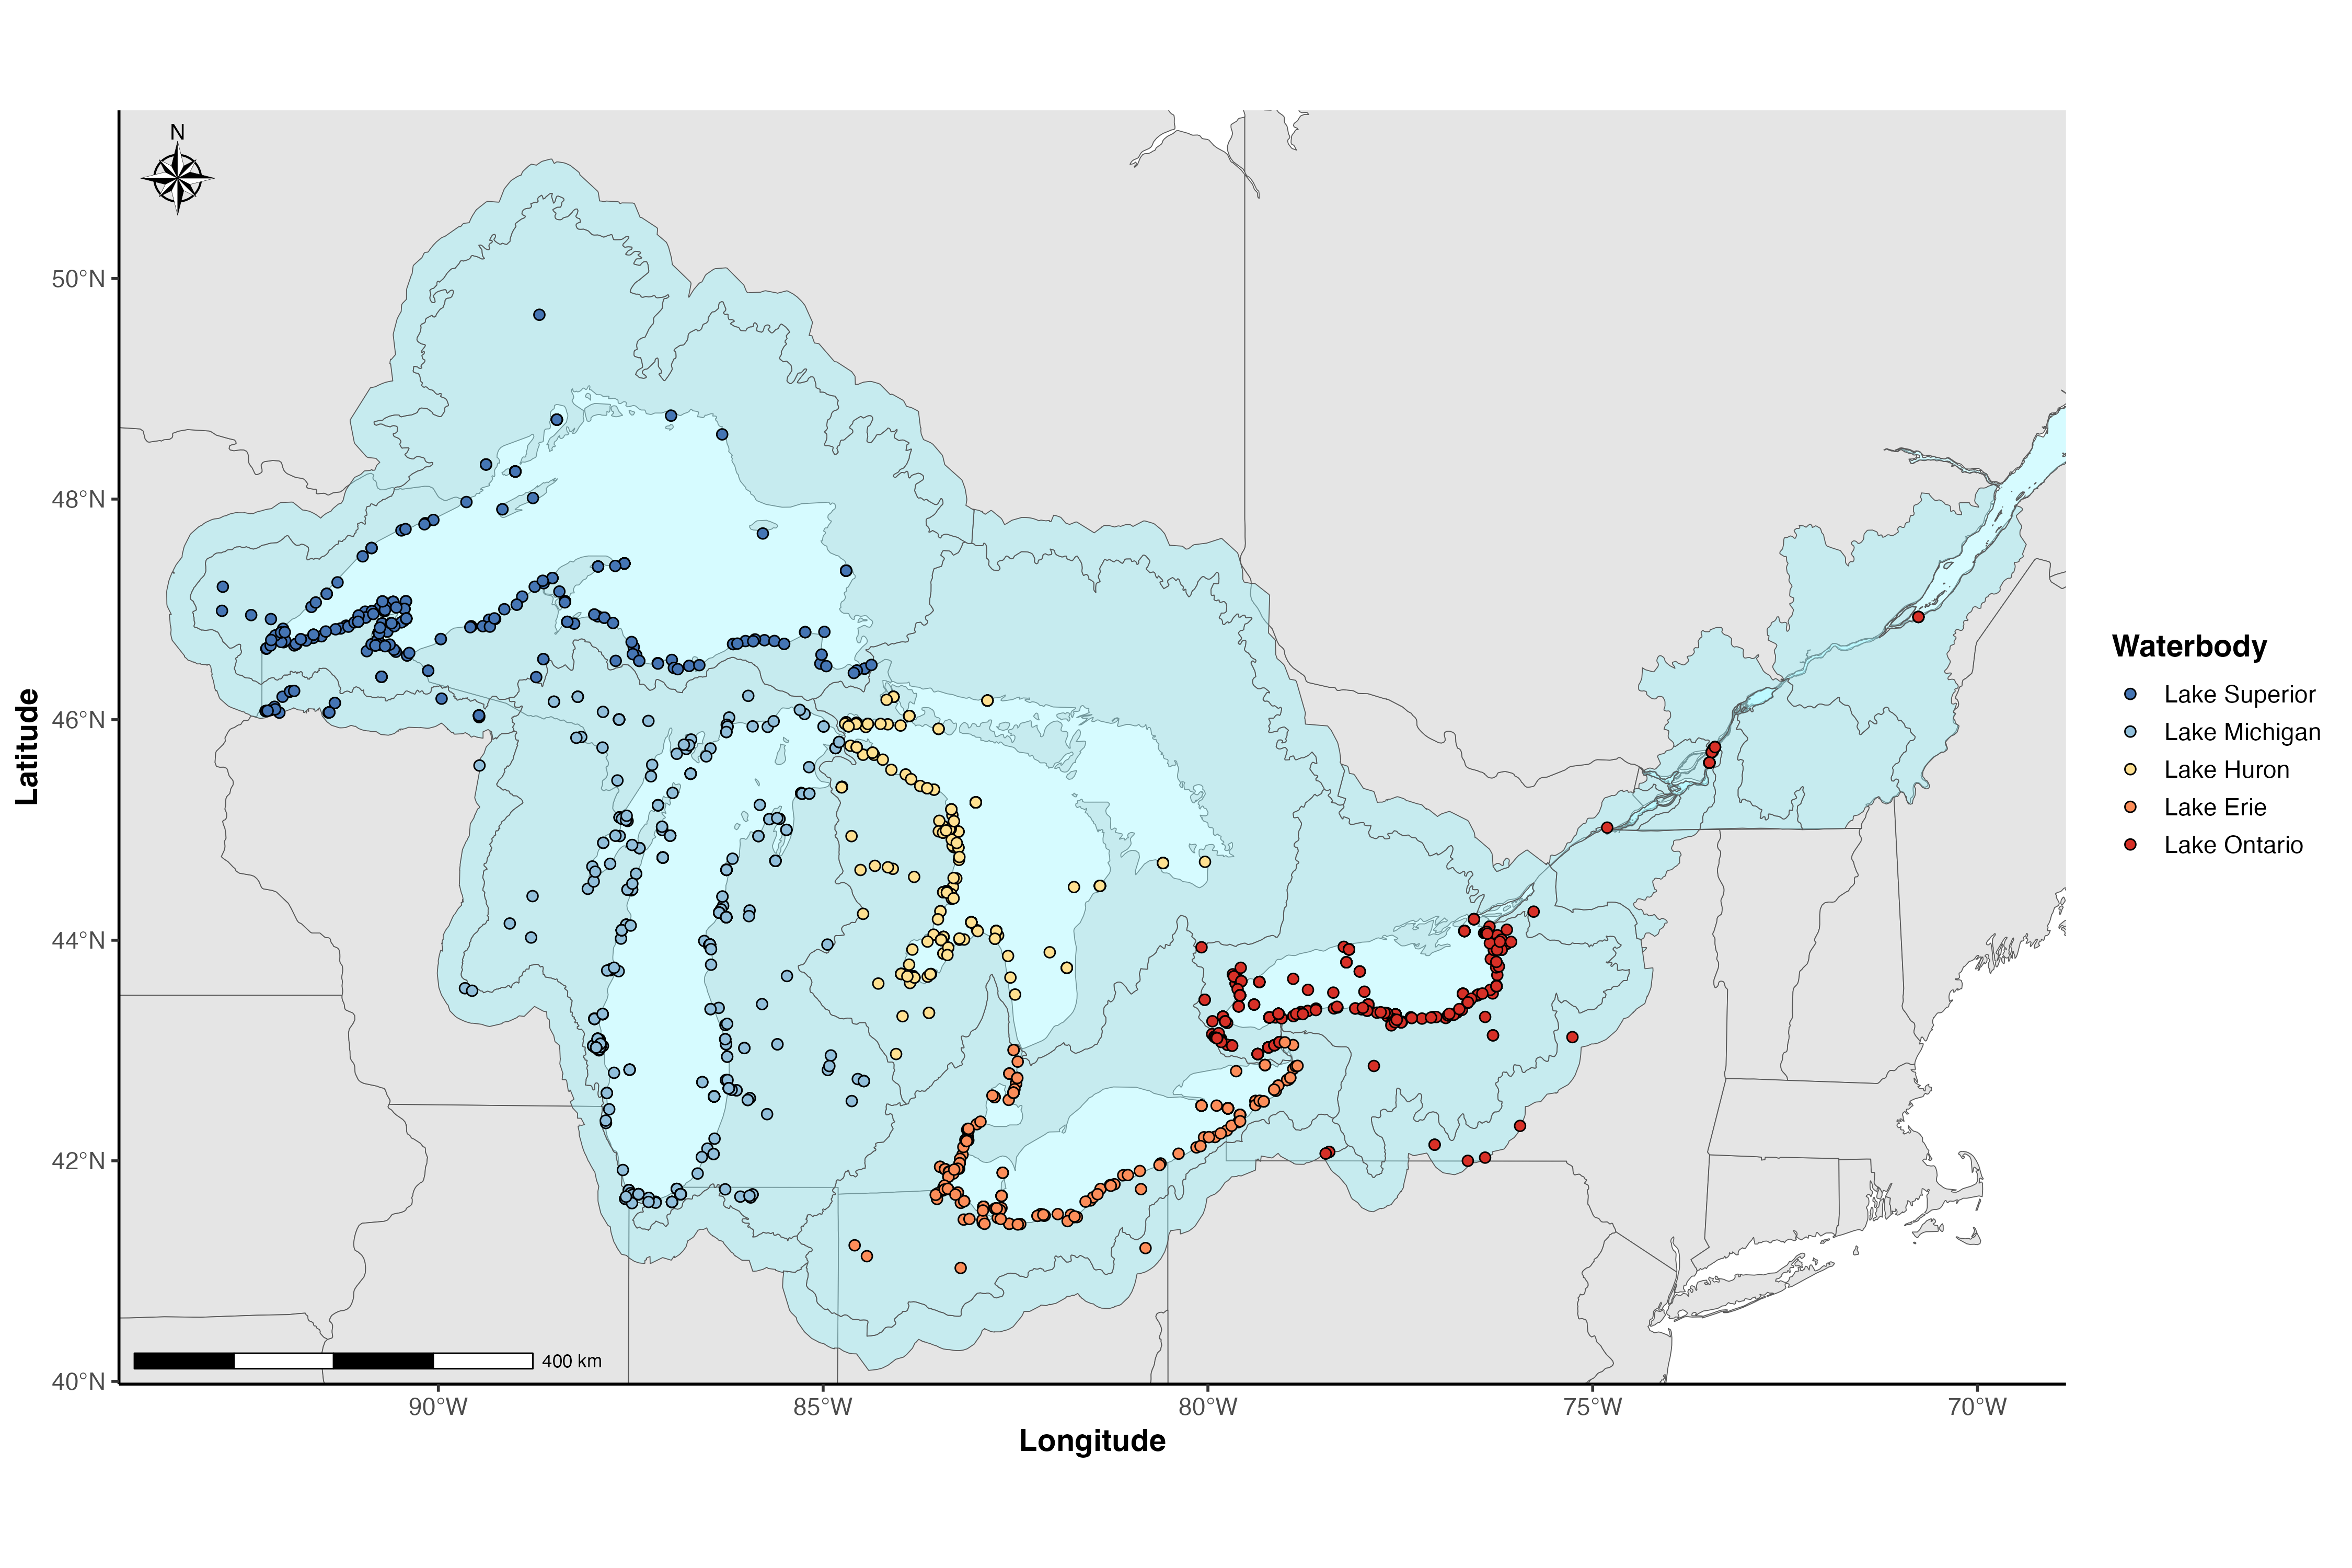 N
50°N
48°N
46°N
44°N
42°N
40°N
Latitude
400 km
90°W
85°W
80°W
75°W
70°W
Longitude
Waterbody
Lake Superior
Lake Michigan
Lake Huron
Lake Erie
Lake Ontario